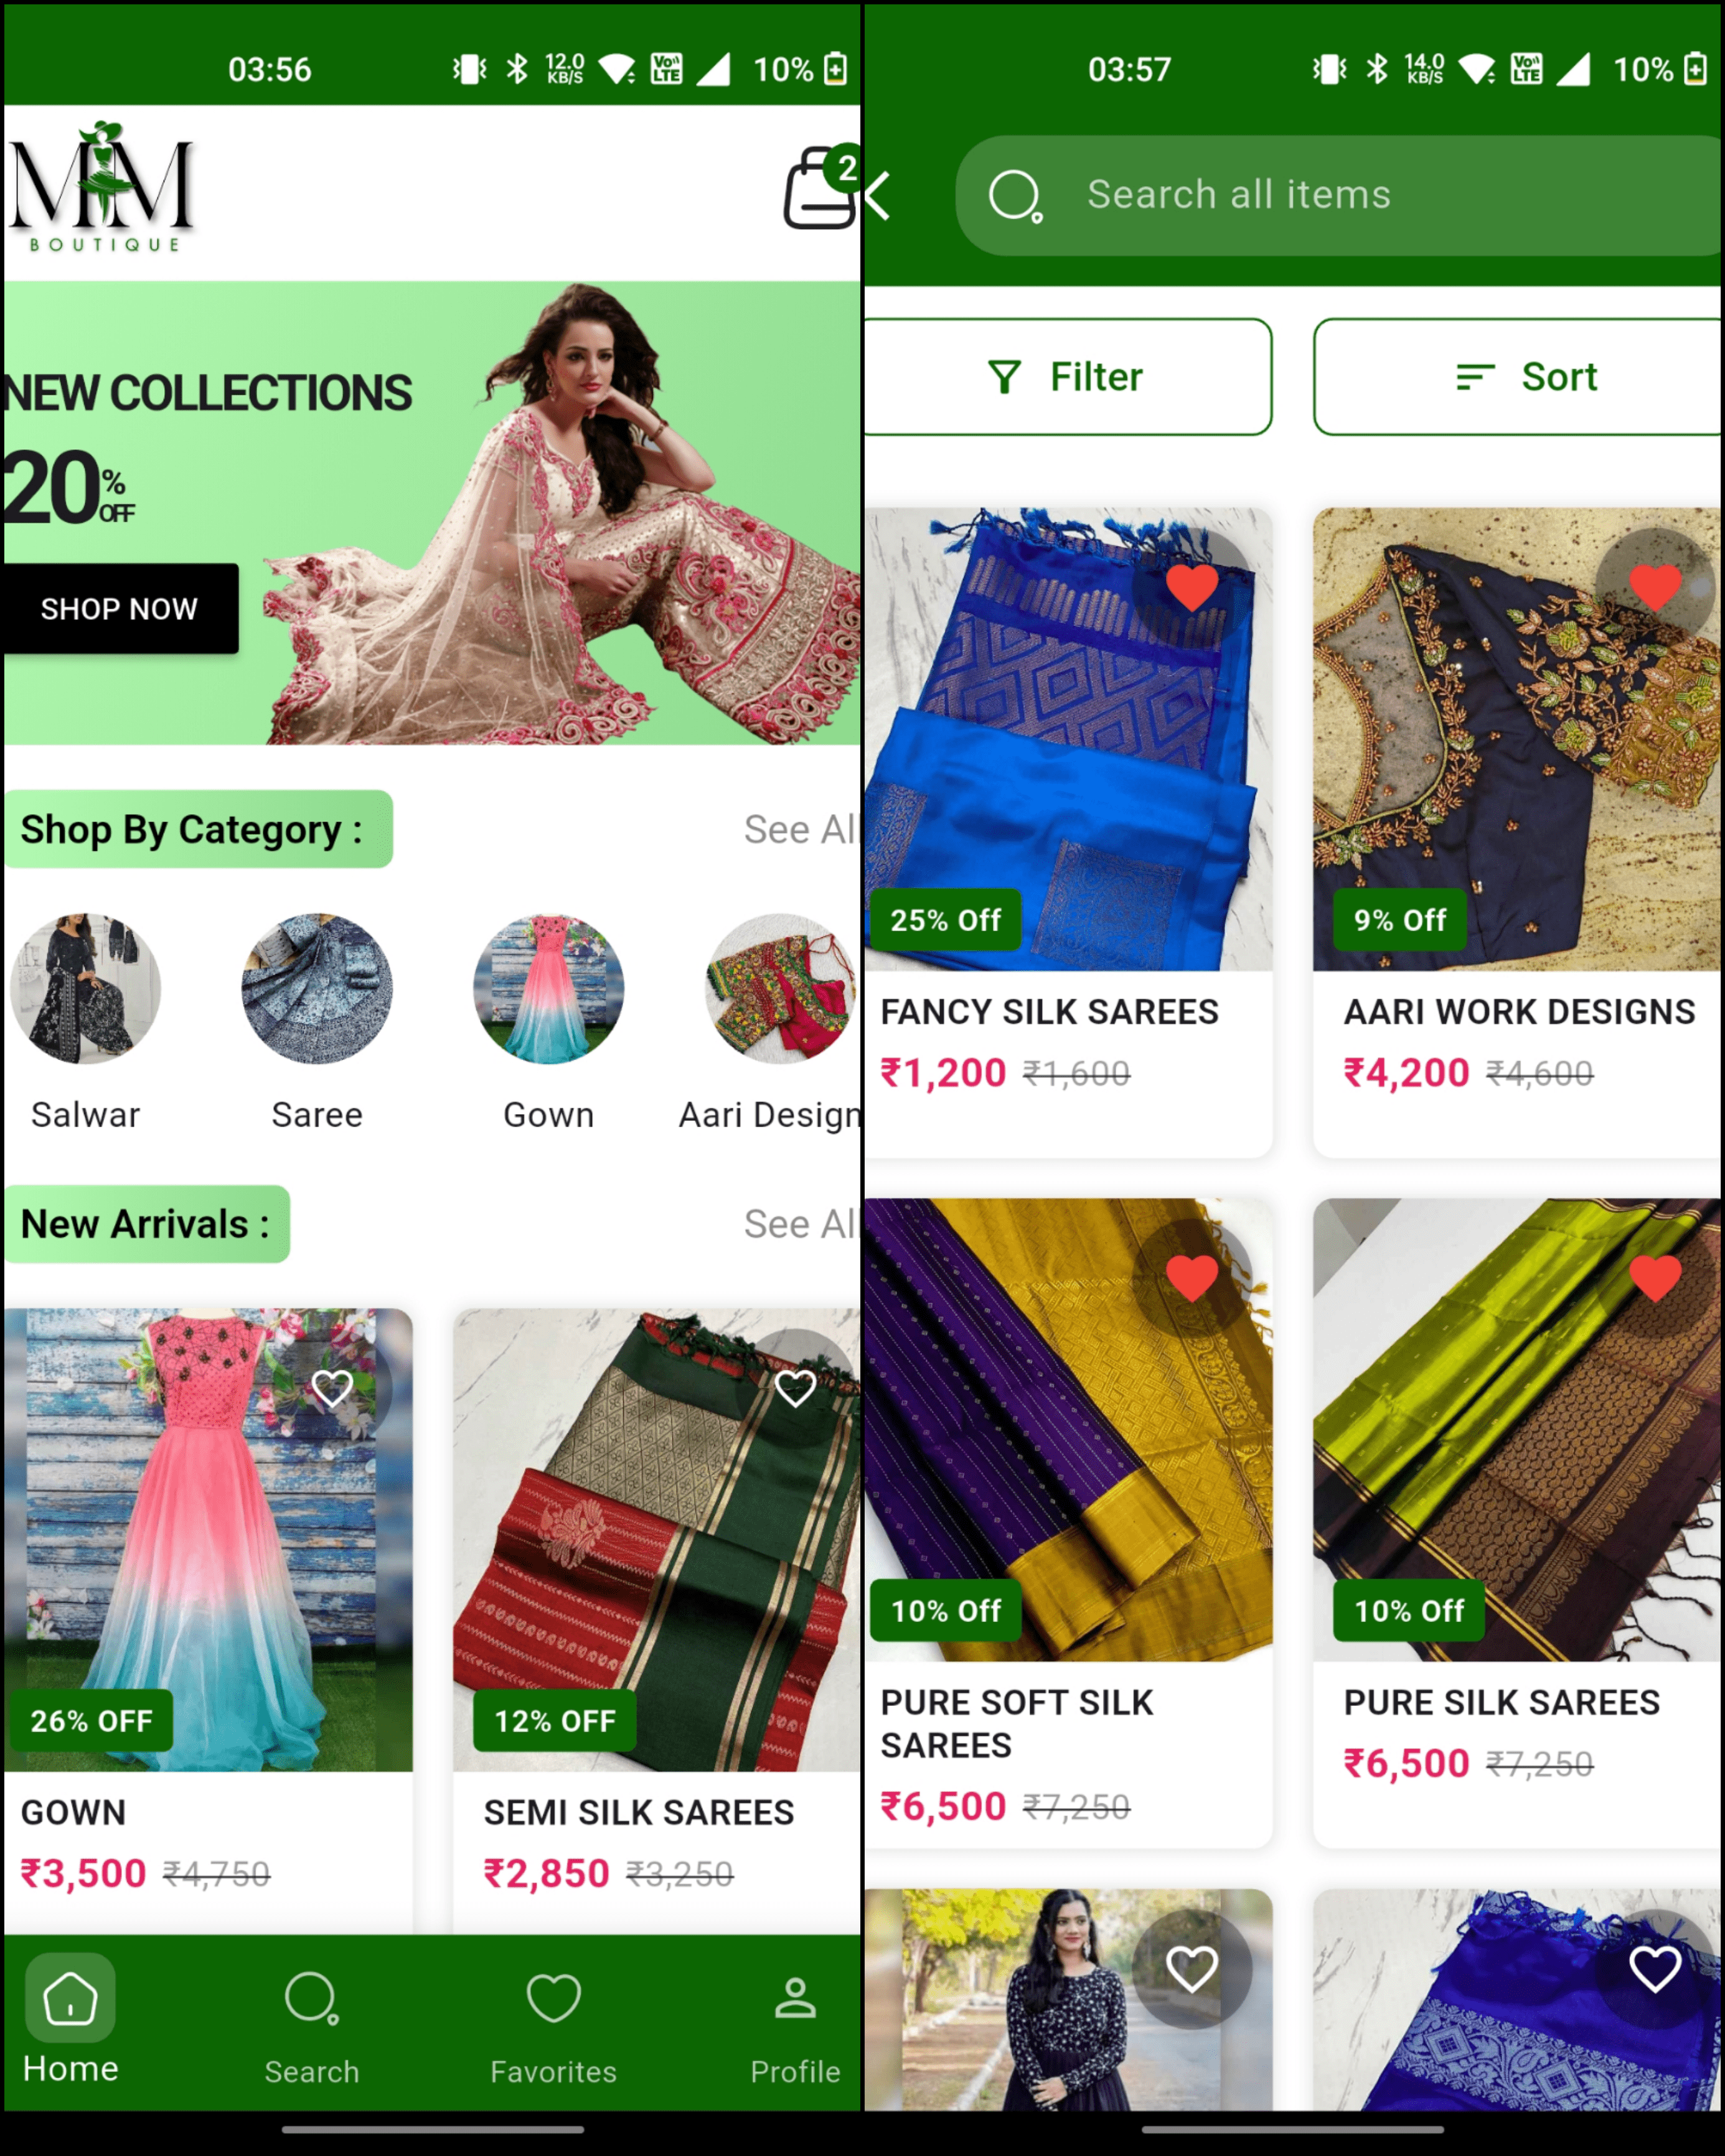 03:56
12.0
KB/S
Vo))
LTE
10%
MM
BOUTIQUE
2
NEW COLLECTIONS
20%
OFF
SHOP NOW
Shop By Category :
See All
Salwar
Saree
Gown
Aari Design
New Arrivals :
See All
26% OFF
12% OFF
GOWN
SEMI SILK SAREES
₹3,500 ₹4,750
₹2,850 ₹3,250
Home
Search
Favorites
Profile
03:57
14.0
KB/S
Vo))
LTE
10%
Search all items
Filter
Sort
25% Off
9% Off
FANCY SILK SAREES
AARI WORK DESIGNS
₹1,200 ₹1,600
₹4,200 ₹4,600
10% Off
10% Off
PURE SOFT SILK
SAREES
₹6,500 ₹7,250
PURE SILK SAREES
₹6,500 ₹7,250